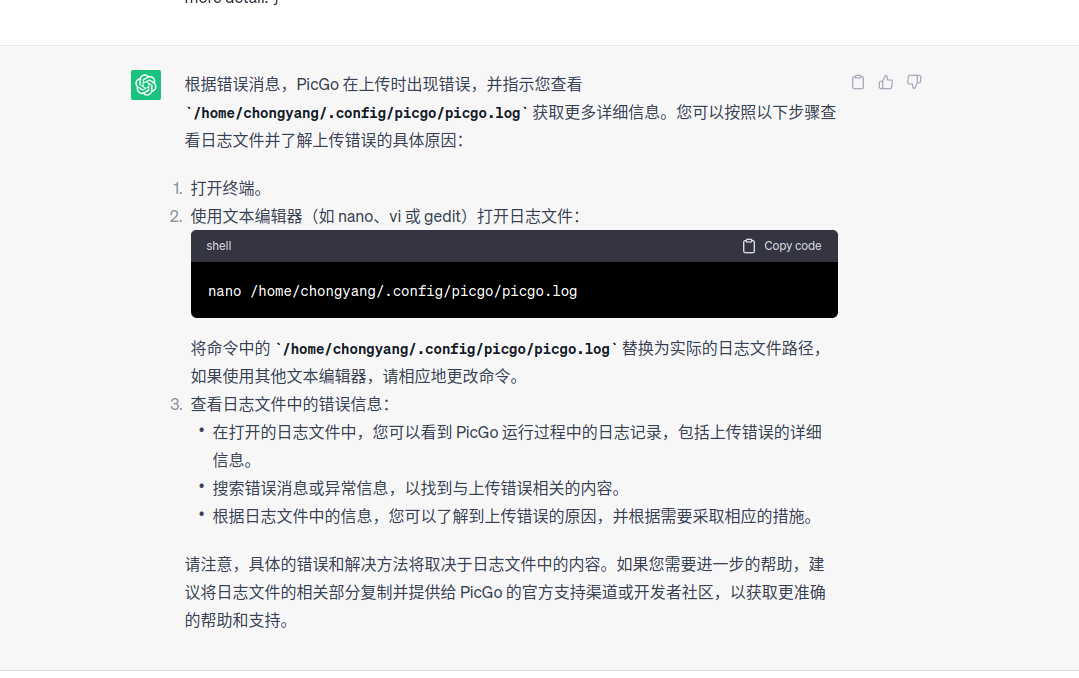 more detail. }
根据错误消息，PicGo 在上传时出现错误，并指示您查看
`/home/chongyang/.config/picgo/picgo.log` 获取更多详细信息。您可以按照以下步骤查
看日志文件并了解上传错误的具体原因：
1. 打开终端。
2. 使用文本编辑器（如 nano、vi 或 gedit）打开日志文件：
shell Copy code
nano /home/chongyang/.config/picgo/picgo.log
将命令中的 `/home/chongyang/.config/picgo/picgo.log` 替换为实际的日志文件路径，
如果使用其他文本编辑器，请相应地更改命令。
3. 查看日志文件中的错误信息：
• 在打开的日志文件中，您可以看到 PicGo 运行过程中的日志记录，包括上传错误的详细
信息。
• 搜索错误消息或异常信息，以找到与上传错误相关的内容。
• 根据日志文件中的信息，您可以了解到上传错误的原因，并根据需要采取相应的措施。
请注意，具体的错误和解决方法将取决于日志文件中的内容。如果您需要进一步的帮助，建
议将日志文件的相关部分复制并提供给 PicGo 的官方支持渠道或开发者社区，以获取更准确
的帮助和支持。